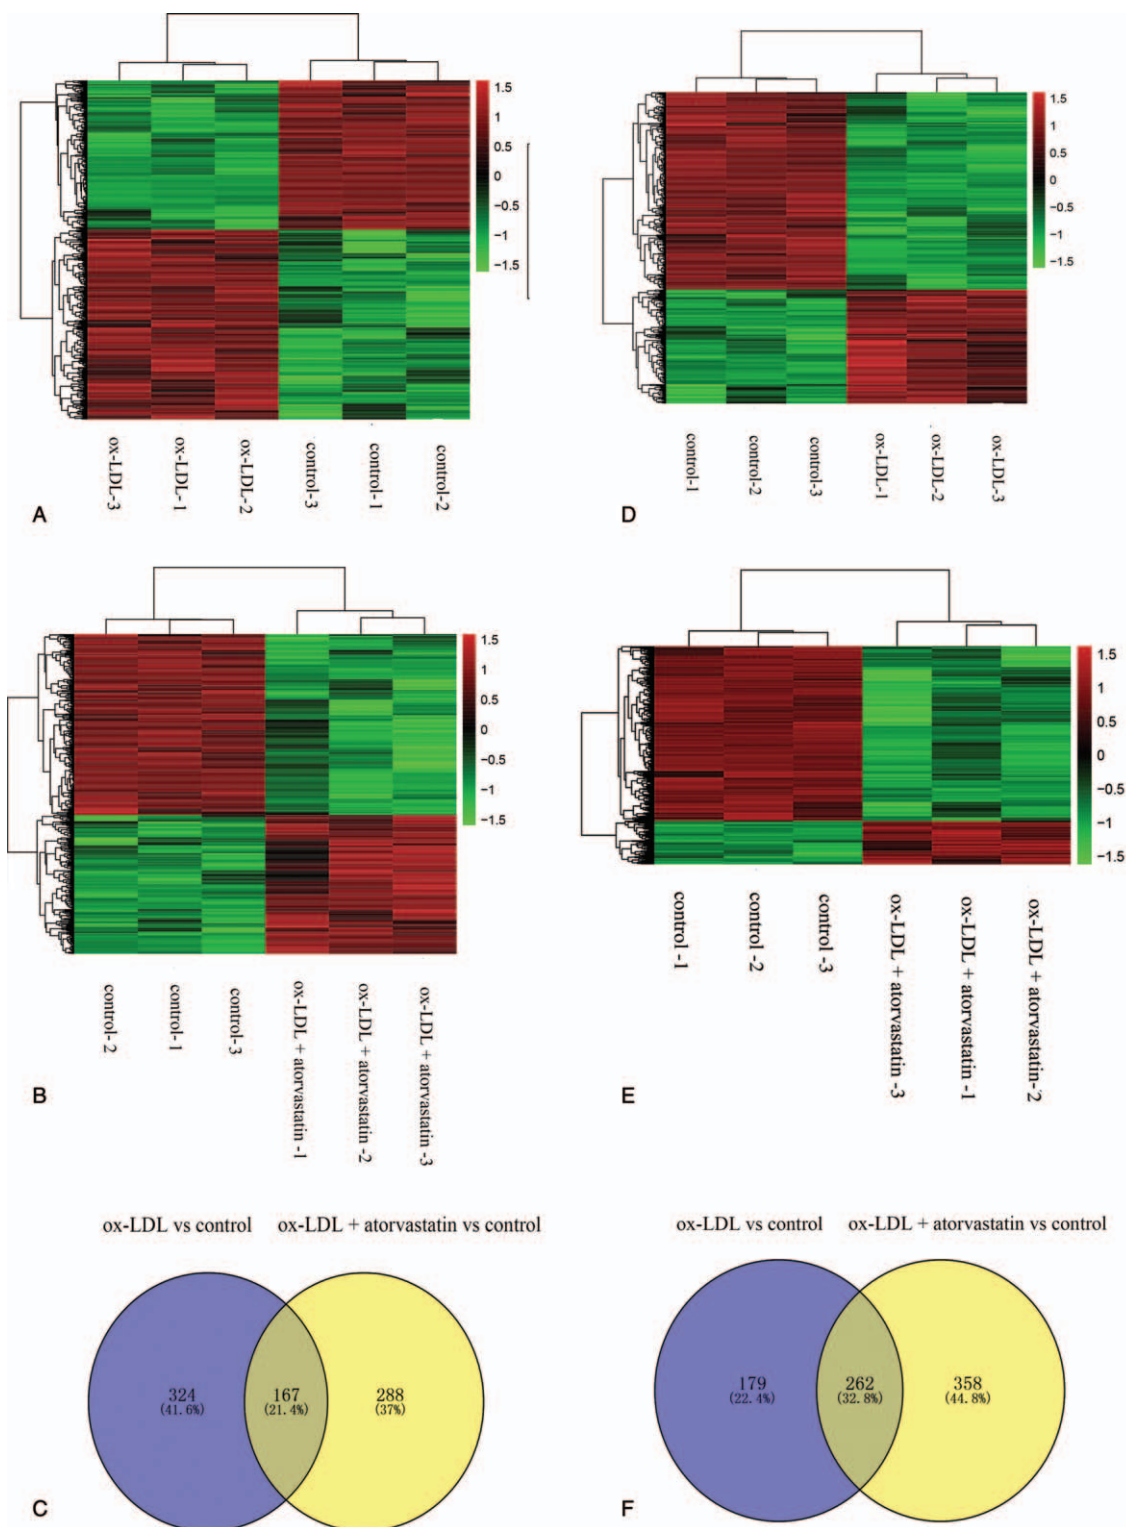 1.5
1
0.5
0
−0.5
−1
−1.5
ox-LDL-3
ox-LDL-1
ox-LDL-2
control-3
control-1
control-2
A
1.5
1
0.5
0
−0.5
−1
−1.5
control-1
control-2
control-3
ox-LDL-1
ox-LDL-2
ox-LDL-3
D
1.5
1
0.5
0
−0.5
−1
−1.5
control- 2
control- 1
control- 3
ox-LDL + atorvastatin -1
ox-LDL + atorvastatin -2
ox-LDL + atorvastatin -3
B
1.5
1
0.5
0
−0.5
−1
−1.5
control -1
control -2
control -3
ox-LDL + atorvastatin -3
ox-LDL + atorvastatin -1
ox-LDL + atorvastatin- 2
E
ox-LDL vs control
ox-LDL + atorvastatin vs control
324
(41.6%)
167
(21.4%)
288
(37%)
C
ox-LDL vs control
ox-LDL + atorvastatin vs control
179
(22.4%)
262
(32.8%)
358
(44.8%)
F